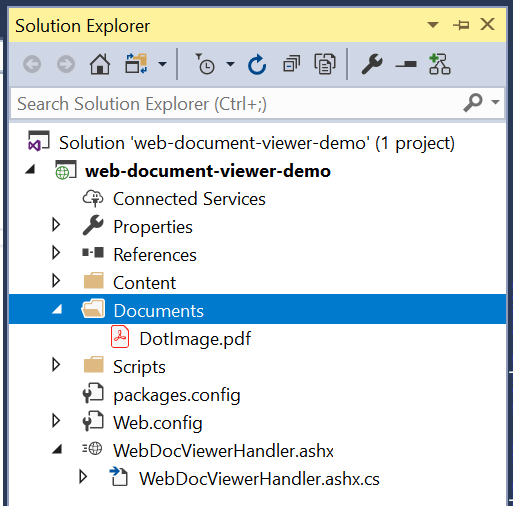 Solution Explorer
Search Solution Explorer (Ctrl+;)
Solution 'web-document-viewer-demo' (1 project)
web-document-viewer-demo
Connected Services
Properties
References
Content
Documents
DotImage.pdf
Scripts
packages.config
Web.config
WebDocViewerHandler.ashx
WebDocViewerHandler.ashx.cs